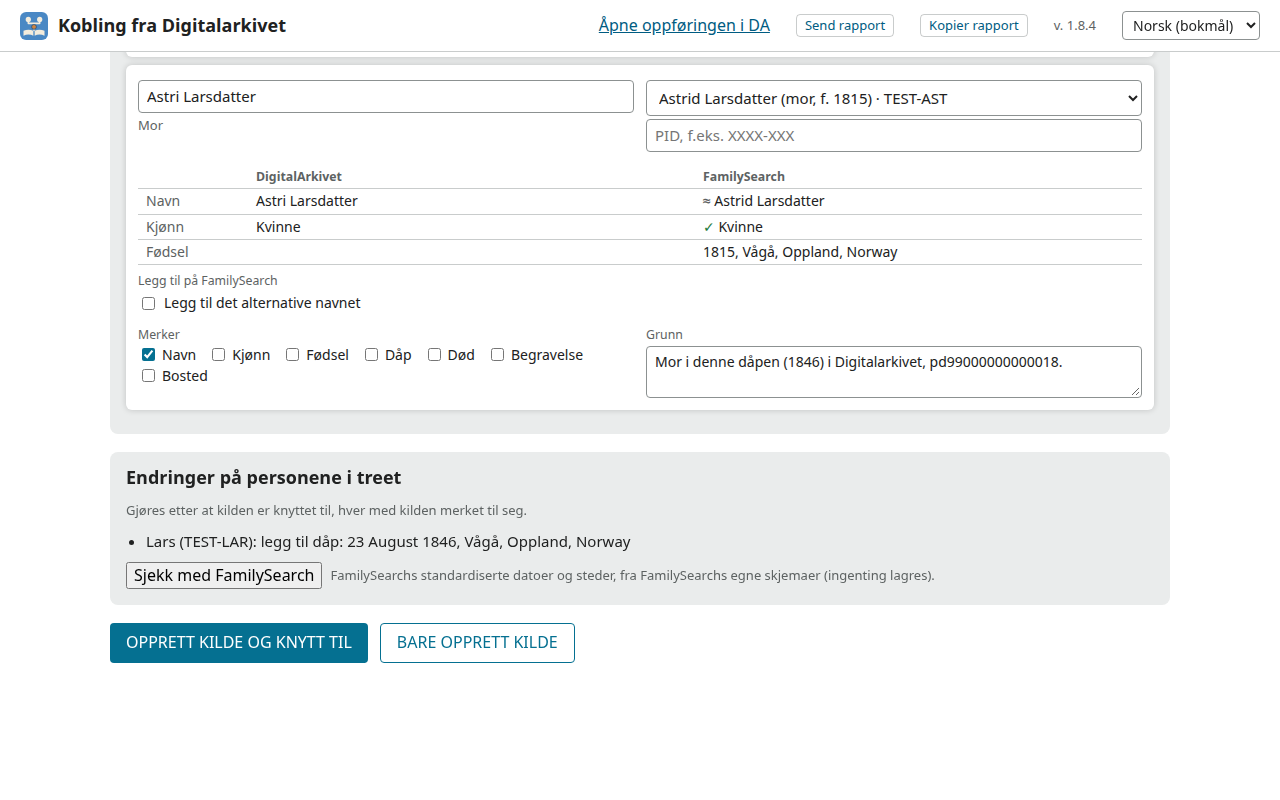 Kobling fra Digitalarkivet
Åpne oppføringen i DA
Send rapport
Kopier rapport
v. 1.8.4
Norsk (bokmål)
Astri Larsdatter
Astrid Larsdatter (mor, f. 1815) · TEST-AST
Mor
PID, f.eks. XXXX-XXX
DigitalArkivet FamilySearch
Navn Astri Larsdatter ≈ Astrid Larsdatter
Kjønn Kvinne ✓ Kvinne
Fødsel 1815, Vågå, Oppland, Norway
Legg til på FamilySearch
Legg til det alternative navnet
Merker
Navn Kjønn Fødsel Dåp Død Begravelse
Bosted
Grunn
Mor i denne dåpen (1846) i Digitalarkivet, pd99000000000018.
Endringer på personene i treet
Gjøres etter at kilden er knyttet til, hver med kilden merket til seg.
• Lars (TEST-LAR): legg til dåp: 23 August 1846, Vågå, Oppland, Norway
Sjekk med FamilySearch FamilySearchs standardiserte datoer og steder, fra FamilySearchs egne skjemaer (ingenting lagres).
OPPRETT KILDE OG KNYTT TIL BARE OPPRETT KILDE